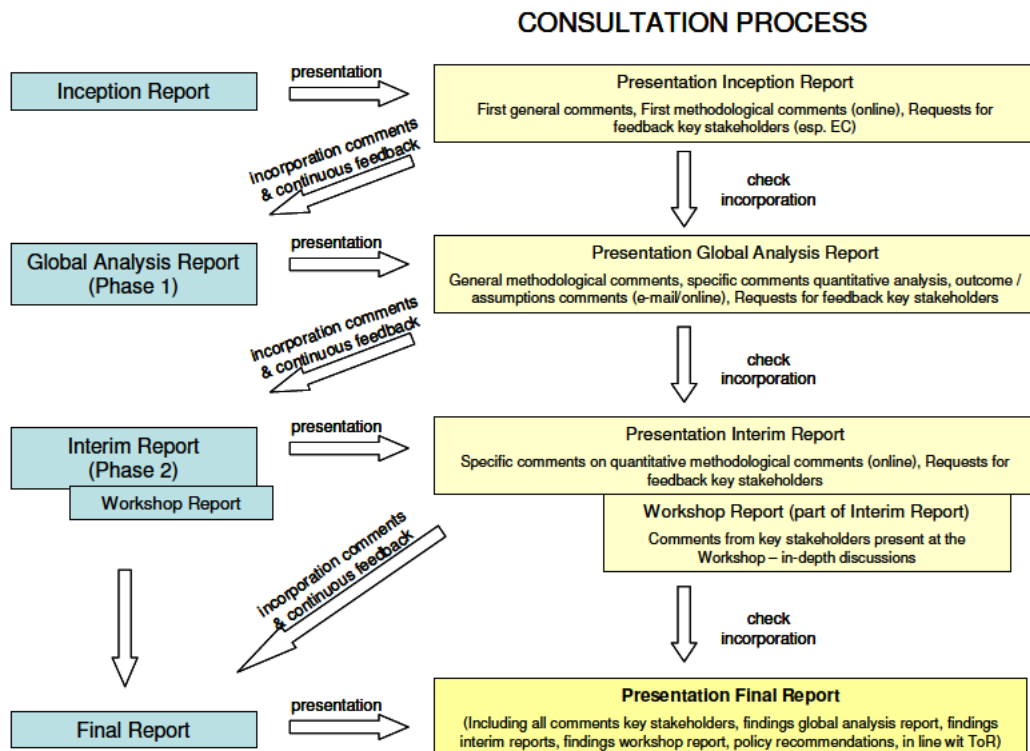 CONSULTATION PROCESS
Inception Report
presentation
Presentation Inception Report
First general comments, First methodological comments (online), Requests for
feedback key stakeholders (esp. EC)
incorporation comments
& continuous feedback
check
incorporation
Global Analysis Report
(Phase 1)
presentation
Presentation Global Analysis Report
General methodological comments, specific comments quantitative analysis, outcome /
assumptions comments (e-mail/online), Requests for feedback key stakeholders
incorporation comments
& continuous feedback
check
incorporation
Interim Report
(Phase 2)
Workshop Report
presentation
Presentation Interim Report
Specific comments on quantitative methodological comments (online), Requests for
feedback key stakeholders
Workshop Report (part of Interim Report)
Comments from key stakeholders present at the
Workshop – in-depth discussions
incorporation comments
& continuous feedback
check
incorporation
Final Report
presentation
Presentation Final Report
(Including all comments key stakeholders, findings global analysis report, findings
interim reports, findings workshop report, policy recommendations, in line wit ToR)